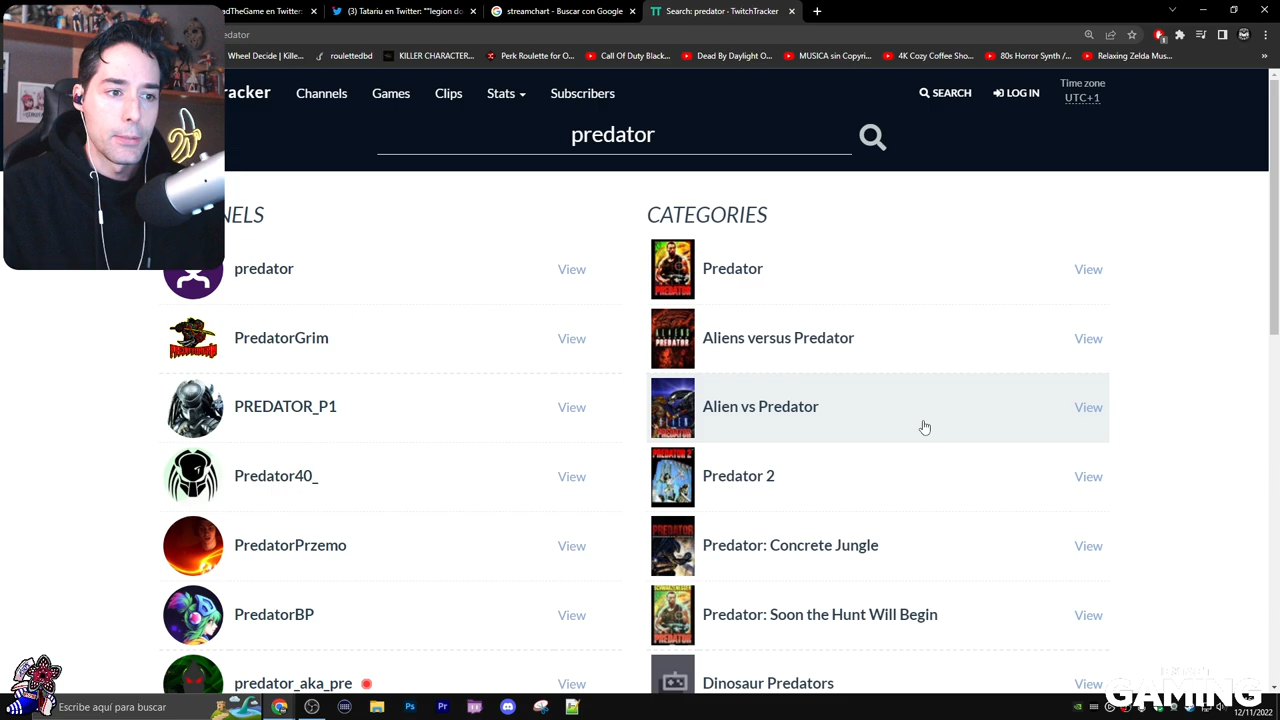 adTheGame en Twitter
(3) Tatariu en Twitter: ""legion do
streamchart - Buscar con Google
Search: predator - TwitchTracker
edator
Wheel Decide | Kille...
roulettedbd
KILLER CHARACTER...
Perk Roulette for O...
Call Of Duty Black...
Dead By Daylight O...
MUSICA sin Copyri...
4K Cozy Coffee Sho...
80s Horror Synth /...
Relaxing Zelda Mus...
racker
Channels
Games
Clips
Stats
Subscribers
SEARCH
LOG IN
Time zone
UTC+1
predator
NELS
CATEGORIES
predator
View
Predator
View
PredatorGrim
View
Aliens versus Predator
View
PREDATOR_P1
View
Alien vs Predator
View
Predator40_
View
Predator 2
View
PredatorPrzemo
View
Predator: Concrete Jungle
View
PredatorBP
View
Predator: Soon the Hunt Will Begin
View
predator_aka_pre
View
Dinosaur Predators
View
GAMING
Escribe aquí para buscar
12/11/2022